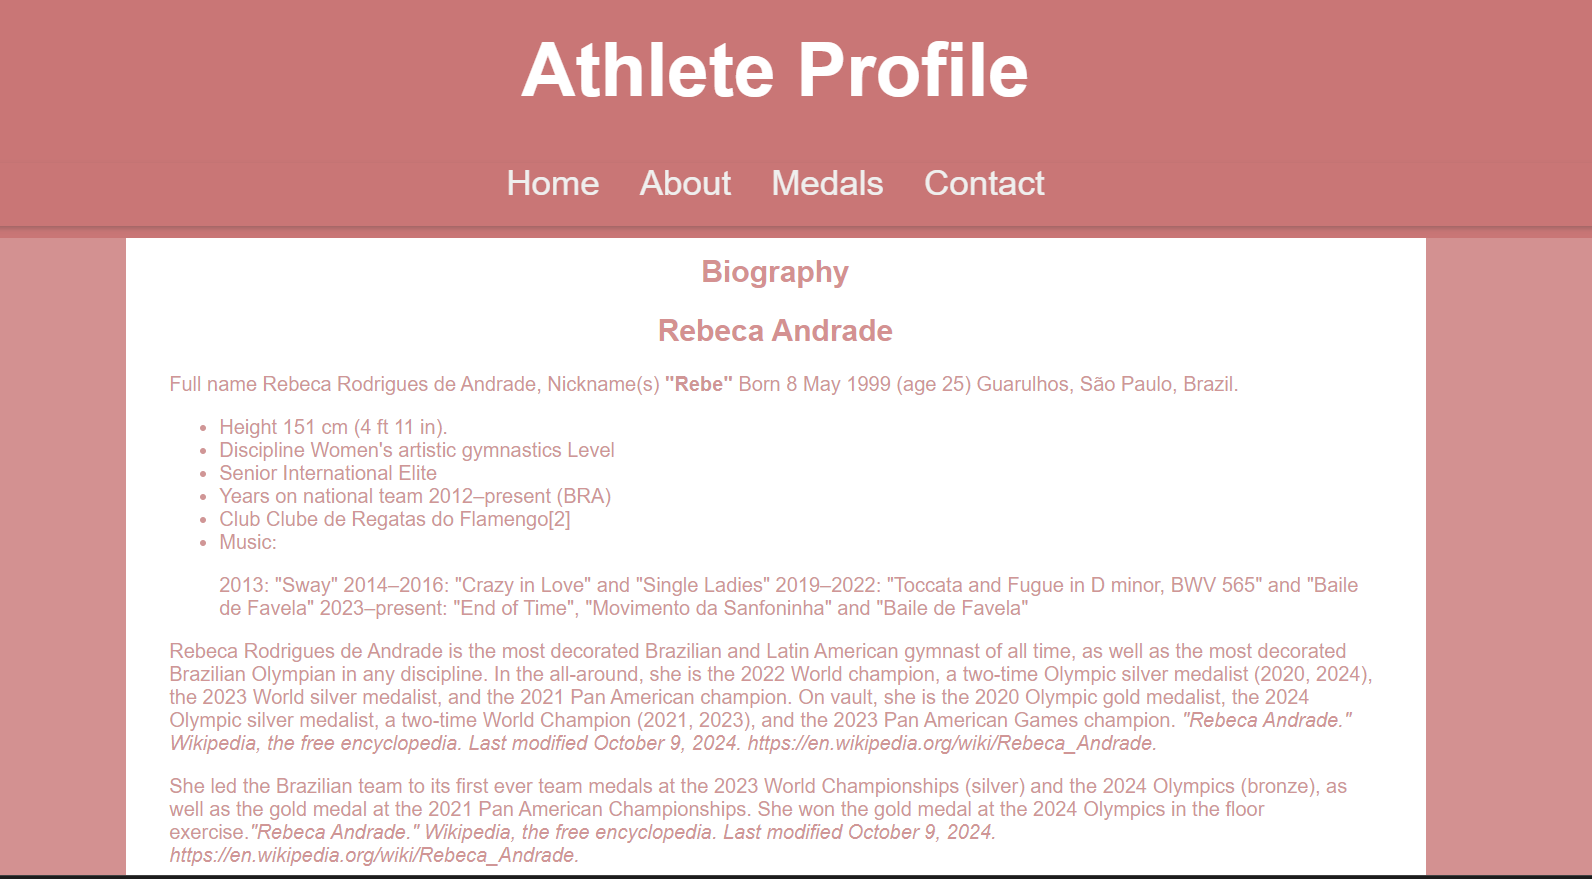 Athlete Profile
Home About Medals Contact
Biography
Rebeca Andrade
Full name Rebeca Rodrigues de Andrade, Nickname(s) "Rebe" Born 8 May 1999 (age 25) Guarulhos, São Paulo, Brazil.
• Height 151 cm (4 ft 11 in).
• Discipline Women's artistic gymnastics Level
• Senior International Elite
• Years on national team 2012–present (BRA)
• Club Clube de Regatas do Flamengo[2]
• Music:
2013: "Sway" 2014–2016: "Crazy in Love" and "Single Ladies" 2019–2022: "Toccata and Fugue in D minor, BWV 565" and "Baile
de Favela" 2023–present: "End of Time", "Movimento da Sanfoninha" and "Baile de Favela"
Rebeca Rodrigues de Andrade is the most decorated Brazilian and Latin American gymnast of all time, as well as the most decorated
Brazilian Olympian in any discipline. In the all-around, she is the 2022 World champion, a two-time Olympic silver medalist (2020, 2024),
the 2023 World silver medalist, and the 2021 Pan American champion. On vault, she is the 2020 Olympic gold medalist, the 2024
Olympic silver medalist, a two-time World Champion (2021, 2023), and the 2023 Pan American Games champion. "Rebeca Andrade."
Wikipedia, the free encyclopedia. Last modified October 9, 2024. https://en.wikipedia.org/wiki/Rebeca_Andrade.
She led the Brazilian team to its first ever team medals at the 2023 World Championships (silver) and the 2024 Olympics (bronze), as
well as the gold medal at the 2021 Pan American Championships. She won the gold medal at the 2024 Olympics in the floor
exercise."Rebeca Andrade." Wikipedia, the free encyclopedia. Last modified October 9, 2024.
https://en.wikipedia.org/wiki/Rebeca_Andrade.